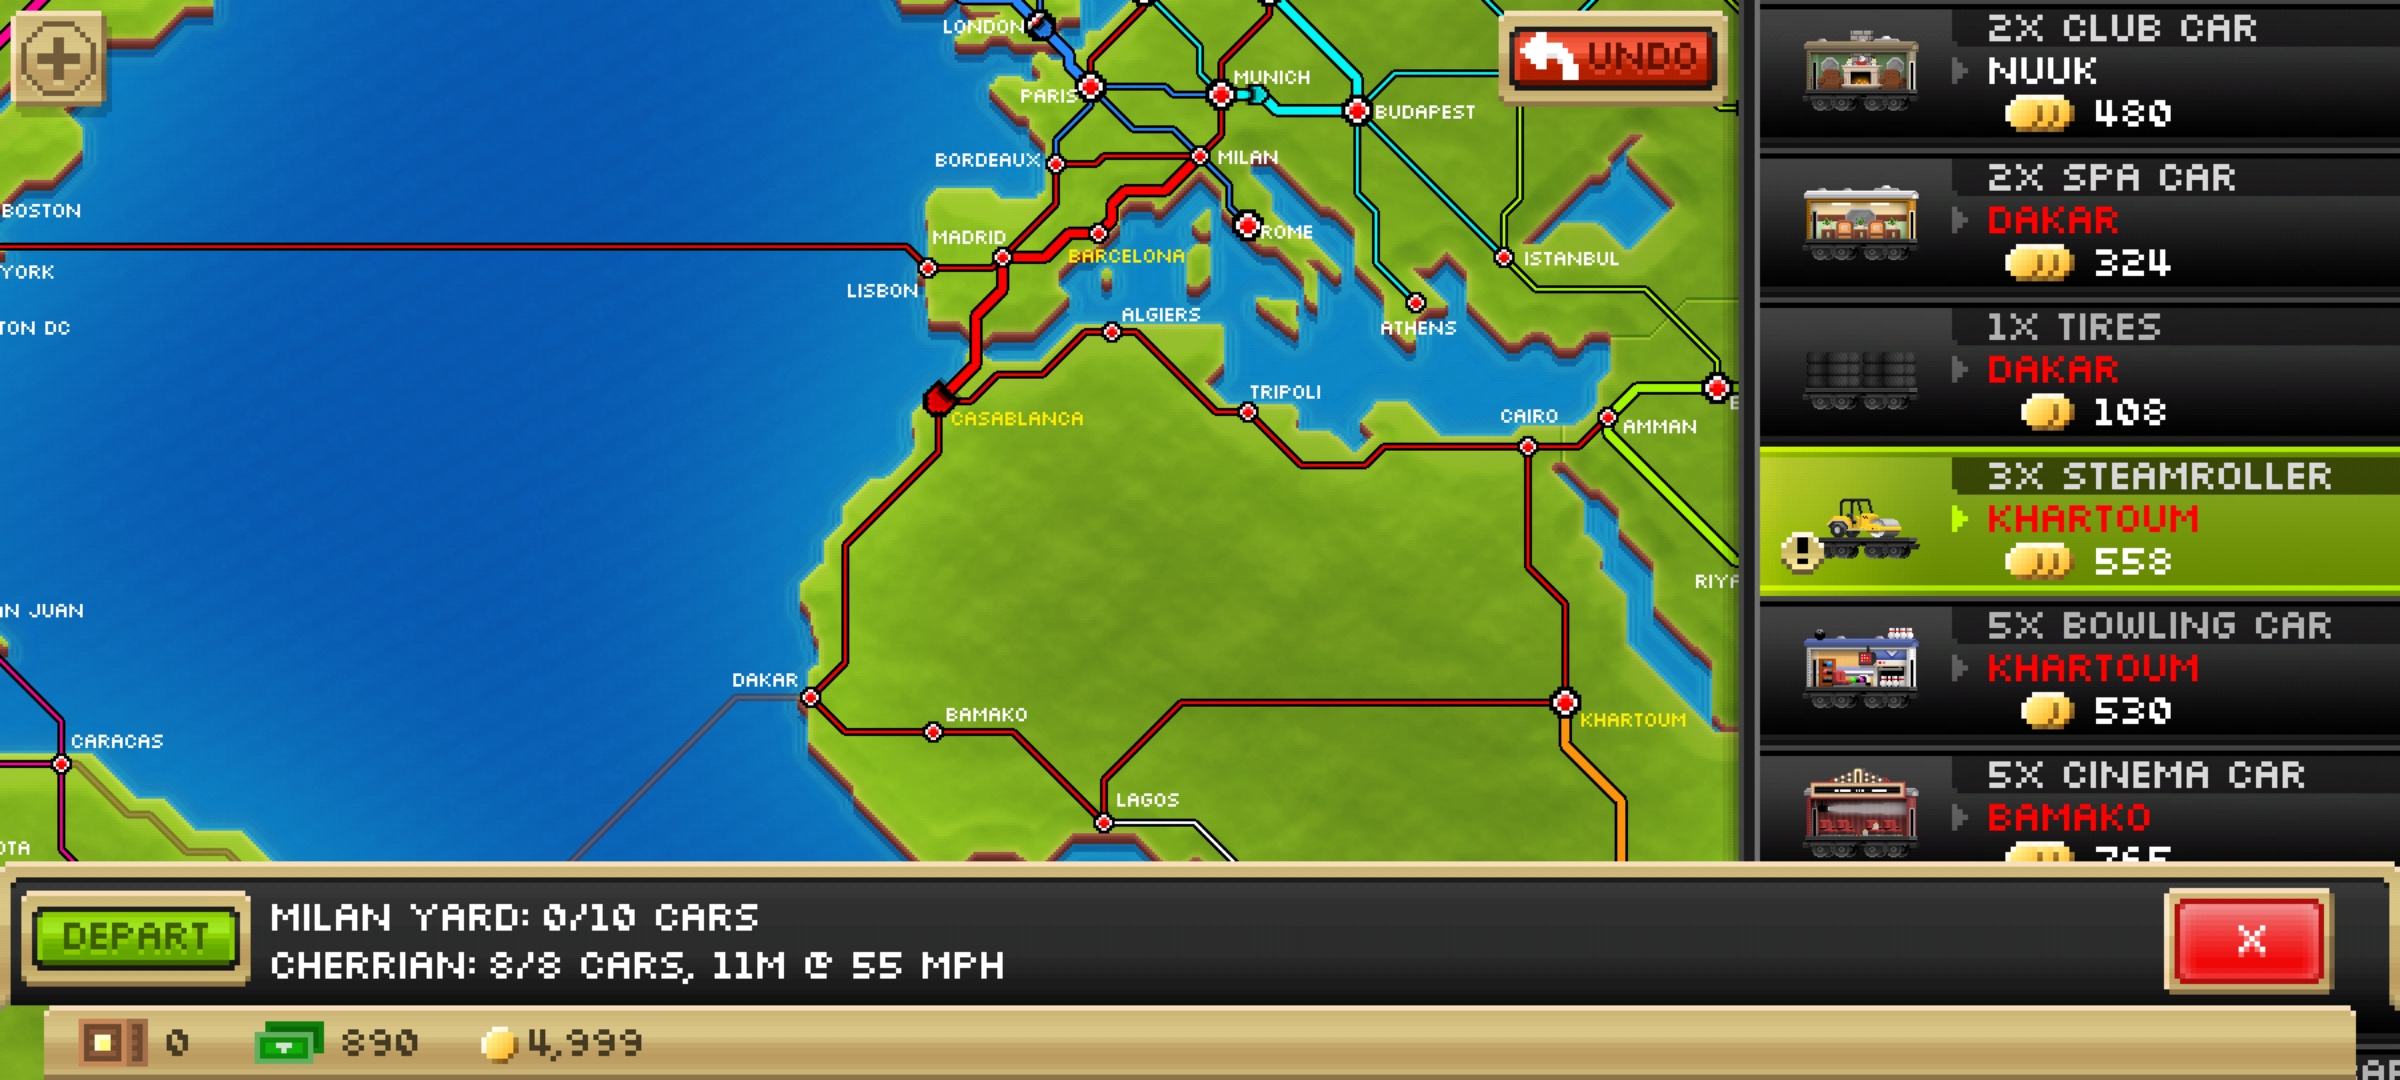 LONDON
MUNICH
PARIS
BUDAPEST
BORDEAUX
MILAN
BOSTON
MADRID
ROME
BARCELONA
ISTANBUL
YORK
LISBON
ALGIERS
ATHENS
TON DC
TRIPOLI
CASABLANCA
CAIRO
AMMAN
RIYA
AN JUAN
DAKAR
BAMAKO
KHARTOUM
CARACAS
LAGOS
OTA
UNDO
2X CLUB CAR
NUUK
480
2X SPA CAR
DAKAR
324
1X TIRES
DAKAR
108
3X STEAMROLLER
KHARTOUM
558
5X BOWLING CAR
KHARTOUM
530
5X CINEMA CAR
BAMAKO
765
DEPART
MILAN YARD: 0/10 CARS
CHERRIAN: 8/8 CARS, 11M @ 55 MPH
X
0
890
4,999